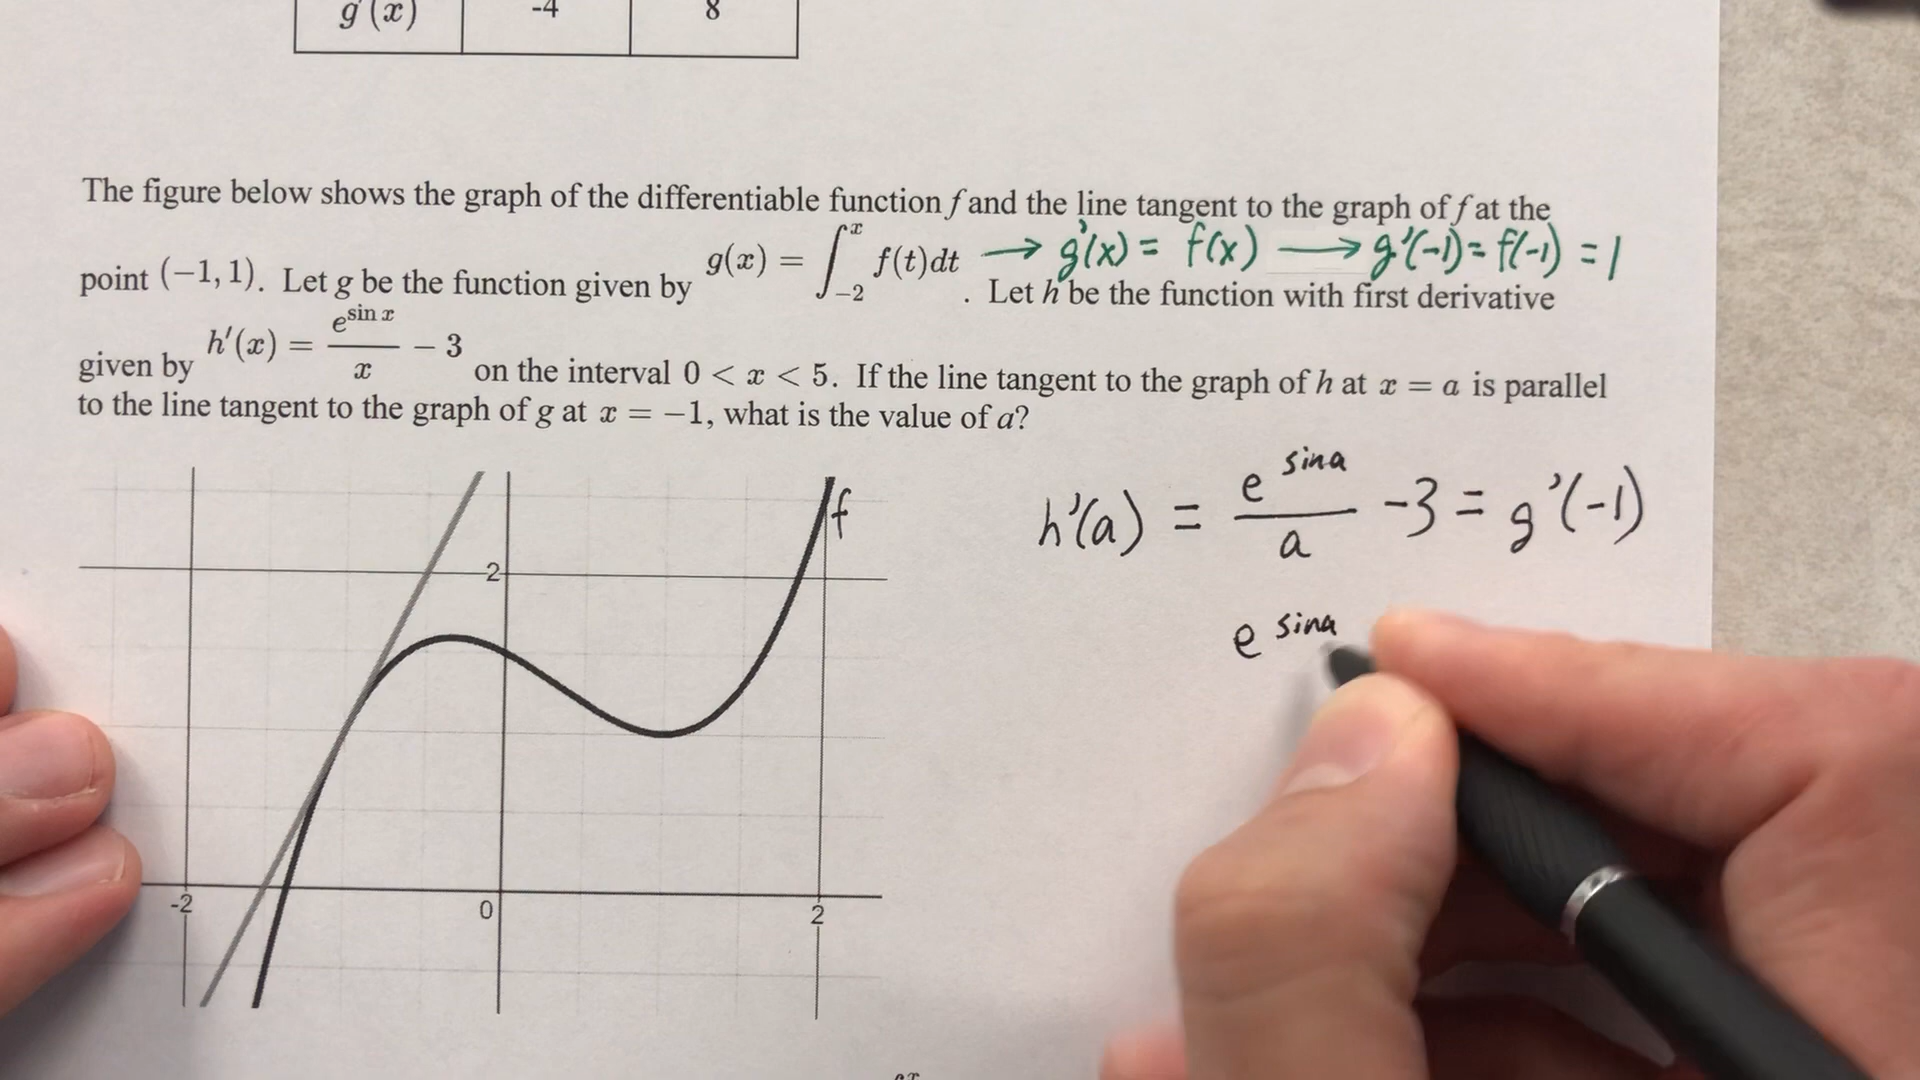 g'(x) -4 8
The figure below shows the graph of the differentiable function f and the line tangent to the graph of f at the
point (−1, 1). Let g be the function given by g(x) = ∫_{-2}^{x} f(t)dt . Let h be the function with first derivative
→ g'(x) = f(x) → g'(-1) = f(-1) = 1
given by h′(x) = e^{sin x}/x − 3 on the interval 0 < x < 5. If the line tangent to the graph of h at x = a is parallel
to the line tangent to the graph of g at x = −1, what is the value of a?
h'(a) = e^{sina}/a -3 = g'(-1)
f
2
e^{sina}
-2 0 2